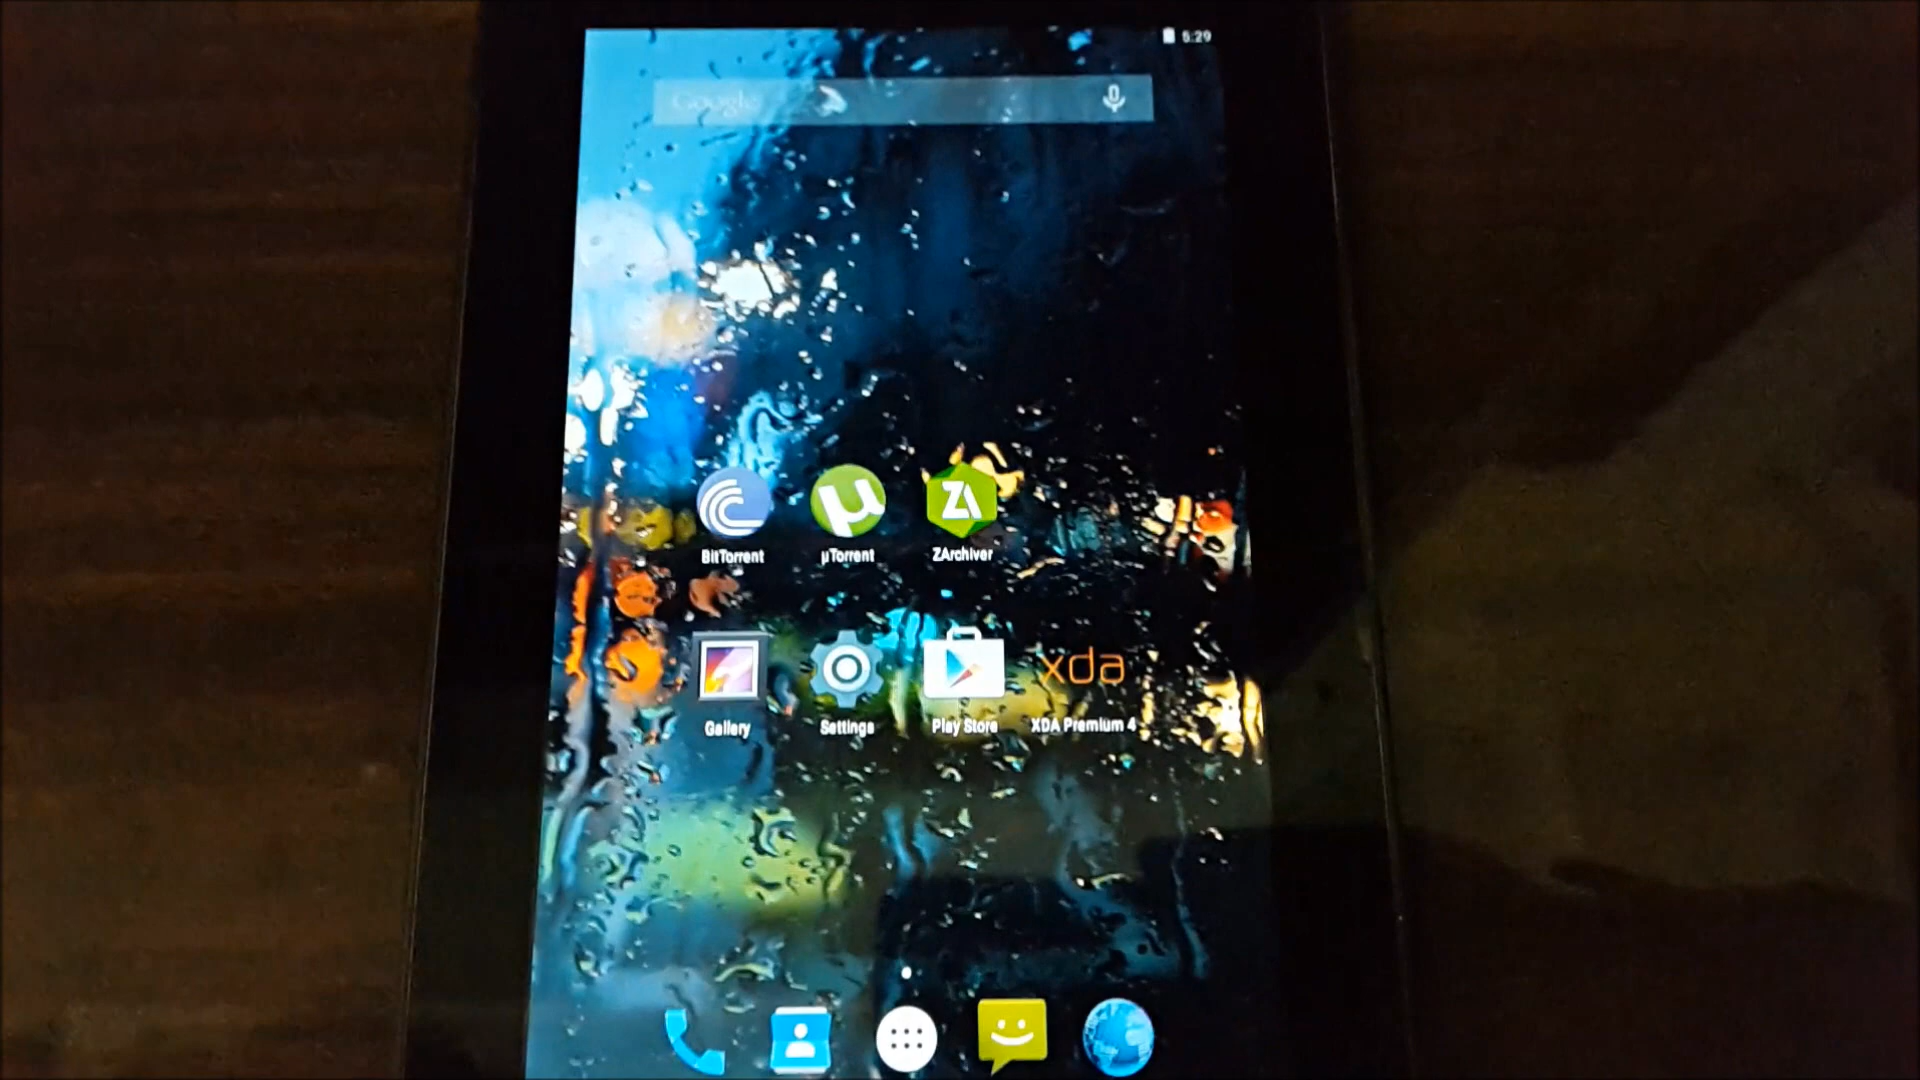 5:29
Google
BitTorrent
µTorrent
ZArchiver
xda
Gallery
Settings
Play Store
XDA Premium 4